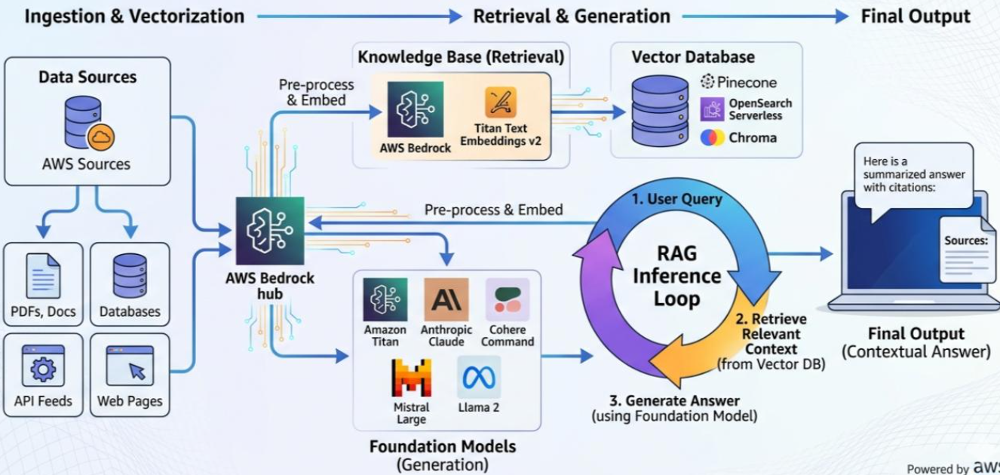 Ingestion & Vectorization
Retrieval & Generation
Final Output
Data Sources
AWS Sources
PDFs, Docs
Databases
API Feeds
Web Pages
Pre-process
& Embed
AWS Bedrock
hub
Knowledge Base (Retrieval)
AWS Bedrock
Titan Text
Embeddings v2
Vector Database
Pinecone
OpenSearch
Serverless
Chroma
Pre-process & Embed
Amazon
Titan
Anthropic
Claude
Cohere
Command
Mistral
Large
Llama 2
Foundation Models
(Generation)
1. User Query
RAG
Inference
Loop
2. Retrieve
Relevant
Context
(from Vector DB)
3. Generate Answer
(using Foundation Model)
Here is a
summarized answer
with citations:
Sources:
Final Output
(Contextual Answer)
Powered by aws